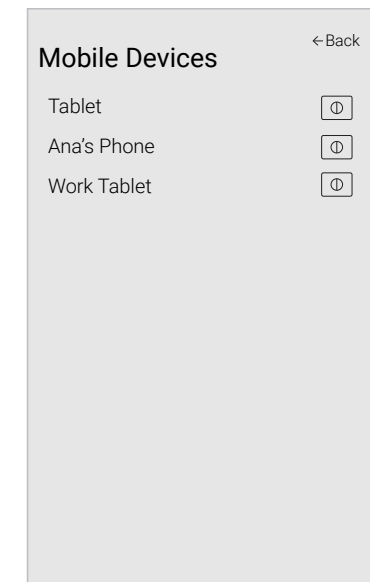 ←Back
Mobile Devices
Tablet
Ana’s Phone
Work Tablet